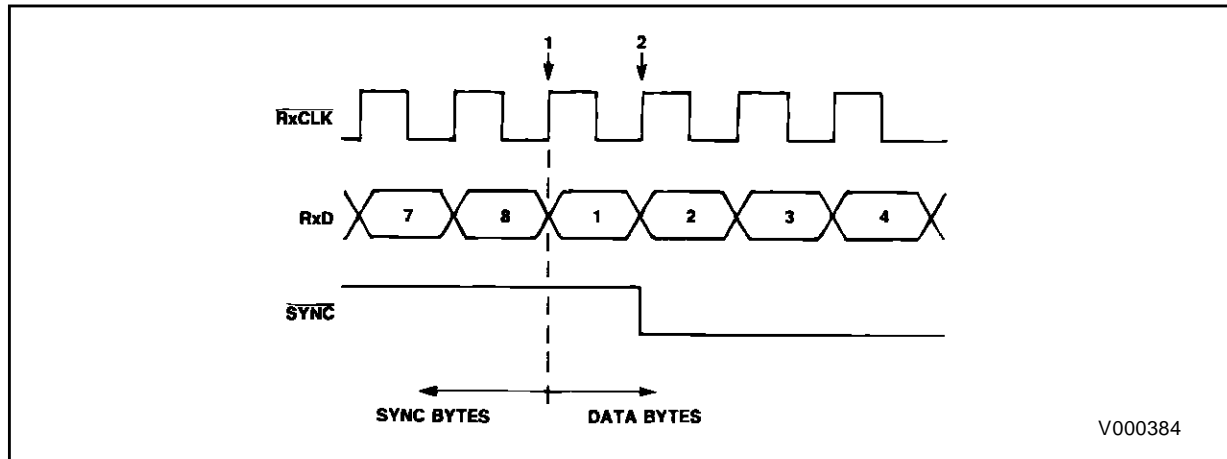 1 2
RxCLK
RxD 7 8 1 2 3 4
SYNC
SYNC BYTES DATA BYTES
V000384